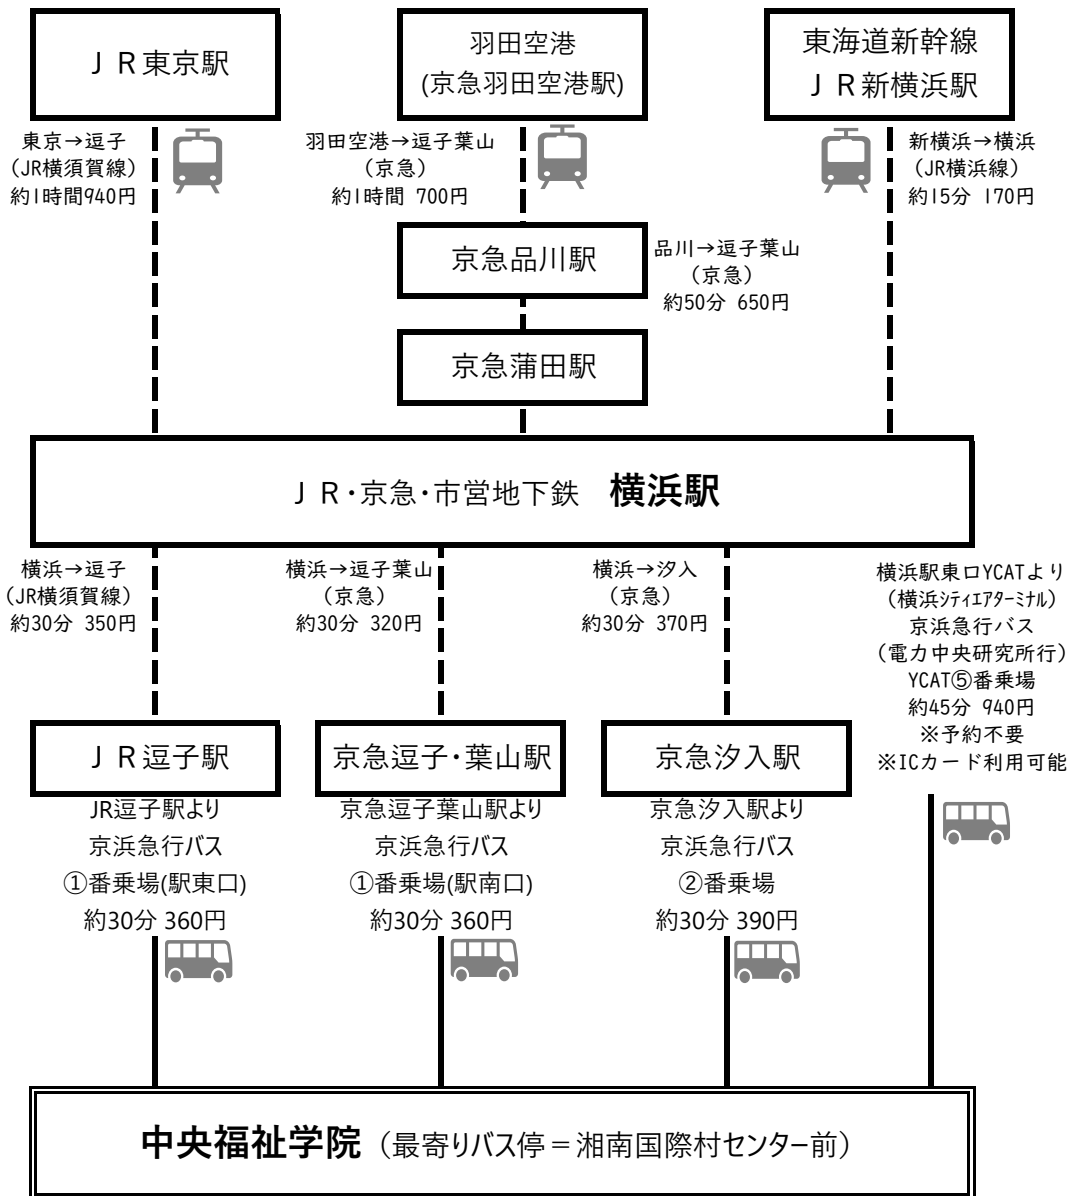 ＪＲ東京駅
羽田空港
(京急羽田空港駅)
東海道新幹線
ＪＲ新横浜駅
東京→逗子
(JR横須賀線)
約1時間940円
羽田空港→逗子葉山
(京急)
約1時間 700円
新横浜→横浜
(JR横浜線)
約15分 170円
京急品川駅
品川→逗子葉山
(京急)
約50分 650円
京急蒲田駅
ＪＲ・京急・市営地下鉄　横浜駅
横浜→逗子
(JR横須賀線)
約30分 350円
横浜→逗子葉山
(京急)
約30分 320円
横浜→汐入
(京急)
約30分 370円
横浜駅東口YCATより
(横浜ｼﾃｨｴｱﾀｰﾐﾅﾙ)
京浜急行バス
(電力中央研究所行)
YCAT⑤番乗場
約45分 940円
※予約不要
※ICカード利用可能
ＪＲ逗子駅
JR逗子駅より
京浜急行バス
①番乗場(駅東口)
約30分 360円
京急逗子・葉山駅
京急逗子葉山駅より
京浜急行バス
①番乗場(駅南口)
約30分 360円
京急汐入駅
京急汐入駅より
京浜急行バス
②番乗場
約30分 390円
中央福祉学院（最寄りバス停＝湘南国際村センター前）